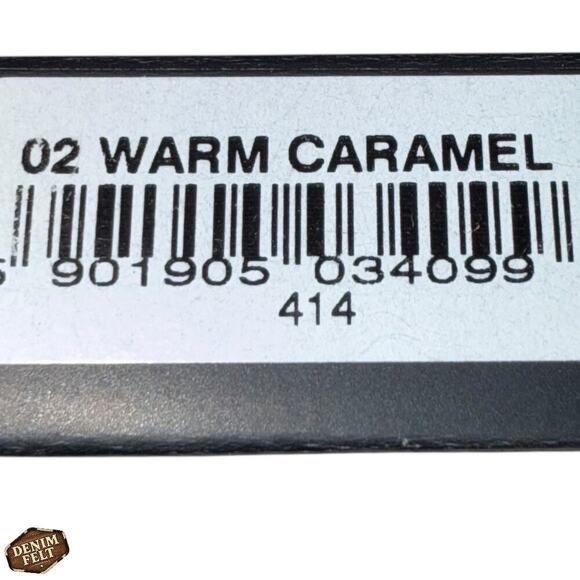 02 WARM CARAMEL
901905 034099
414
DENIM
FELT